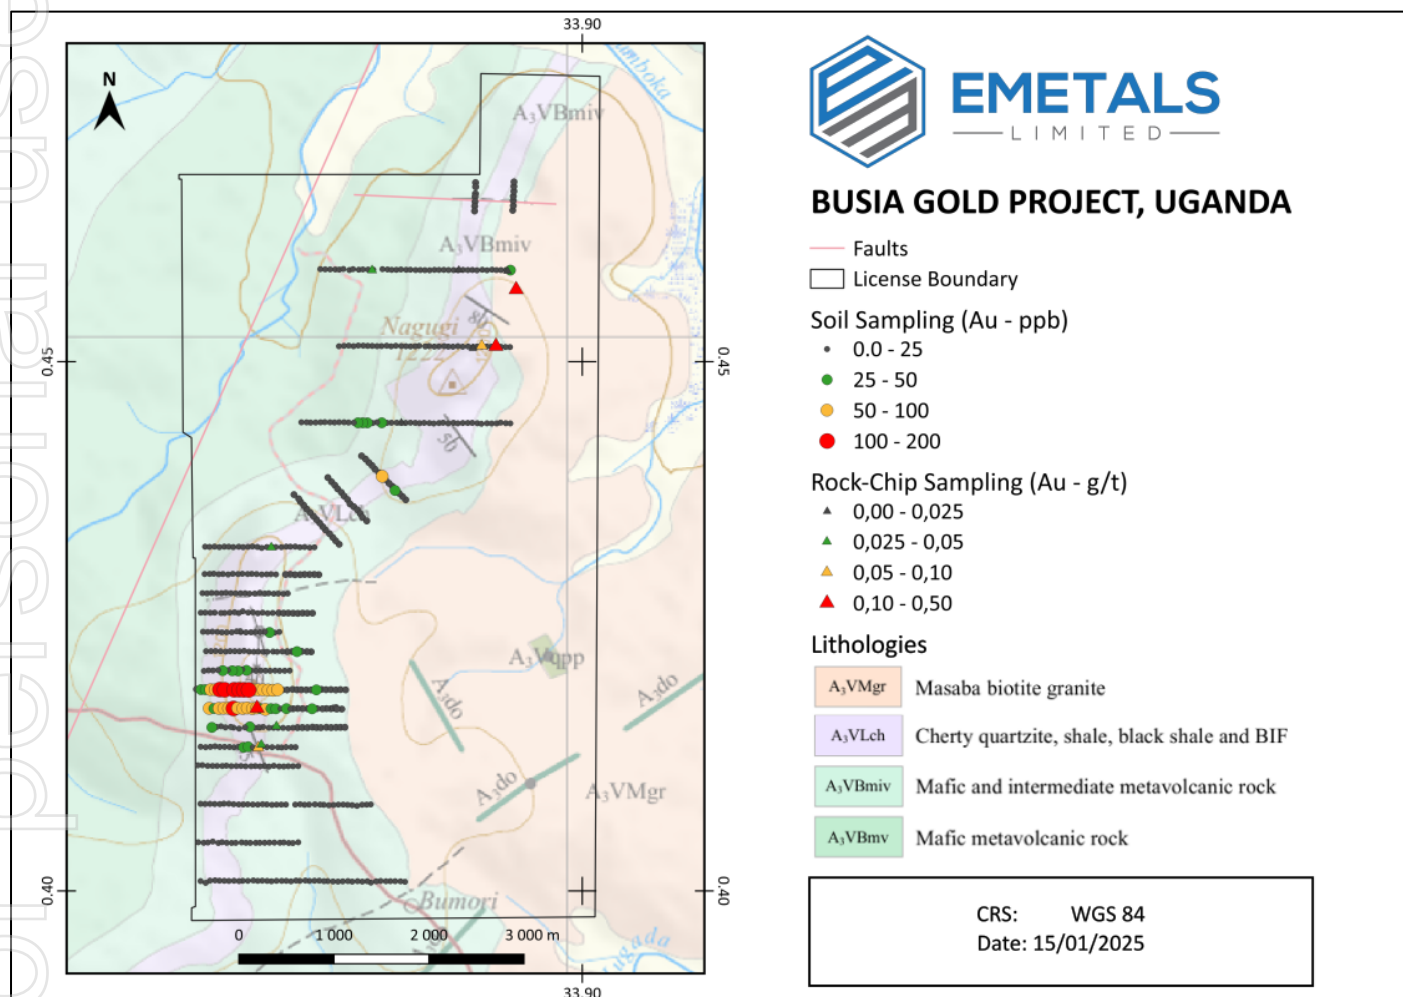 33.90
N
umboka
A₃VBmiv
A₃VBmiv
Nagugi
1222
80
0.45
0.45
50
A₃VLch
A₃Vqpp
A₃do
A₃do
A₃do
A₃VMgr
0.40
0.40
Bumori
ugada
0 1 000 2 000 3 000 m
33.90
EMETALS
LIMITED
BUSIA GOLD PROJECT, UGANDA
Faults
License Boundary
Soil Sampling (Au - ppb)
0.0 - 25
25 - 50
50 - 100
100 - 200
Rock-Chip Sampling (Au - g/t)
0,00 - 0,025
0,025 - 0,05
0,05 - 0,10
0,10 - 0,50
Lithologies
A₃VMgr Masaba biotite granite
A₃VLch Cherty quartzite, shale, black shale and BIF
A₃VBmiv Mafic and intermediate metavolcanic rock
A₃VBmv Mafic metavolcanic rock
CRS: WGS 84
Date: 15/01/2025